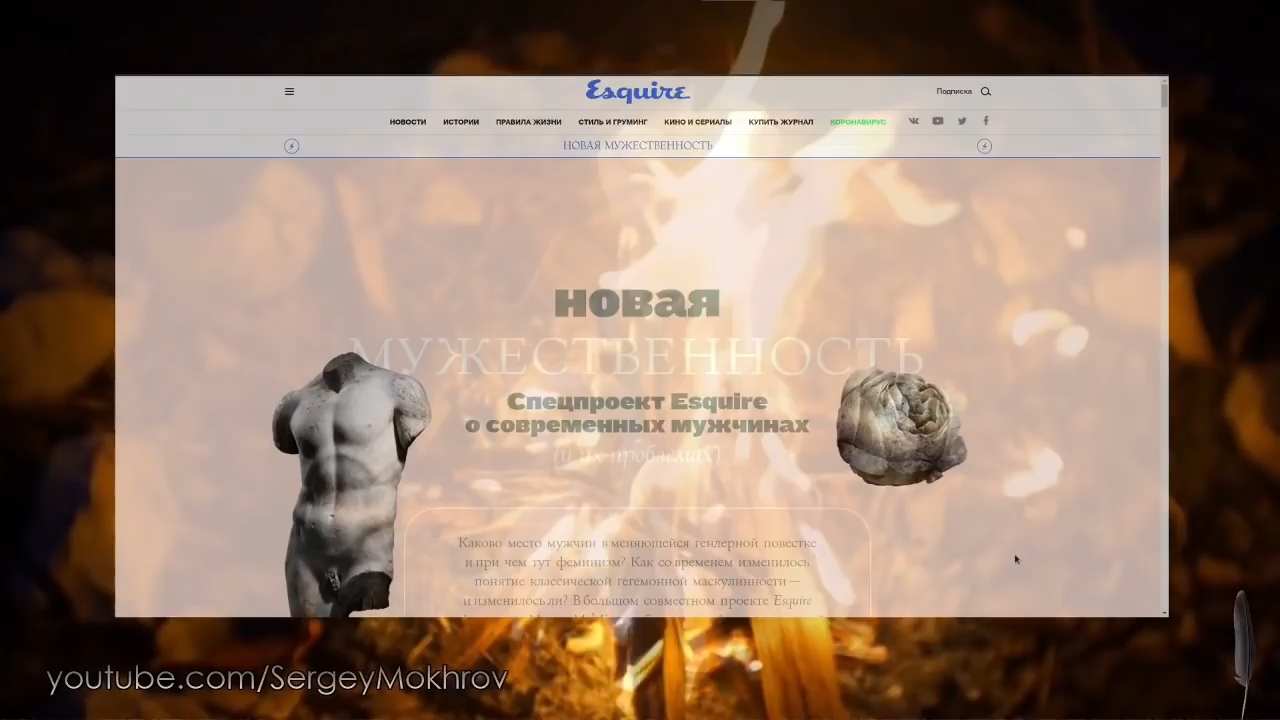 Esquire
Подписка
НОВОСТИ ИСТОРИИ ПРАВИЛА ЖИЗНИ СТИЛЬ И ГРУМИНГ КИНО И СЕРИАЛЫ КУПИТЬ ЖУРНАЛ КОРОНАВИРУС
НОВАЯ МУЖЕСТВЕННОСТЬ
новая
МУЖЕСТВЕННОСТЬ
Спецпроект Esquire
о современных мужчинах
(и их проблемах)
Каково место мужчин в меняющейся гендерной повестке
и при чем тут феминизм? Как со временем изменилось
понятие классической гегемонной маскулинности —
и изменилось ли? В большом совместном проекте Esquire
youtube.com/SergeyMokhrov